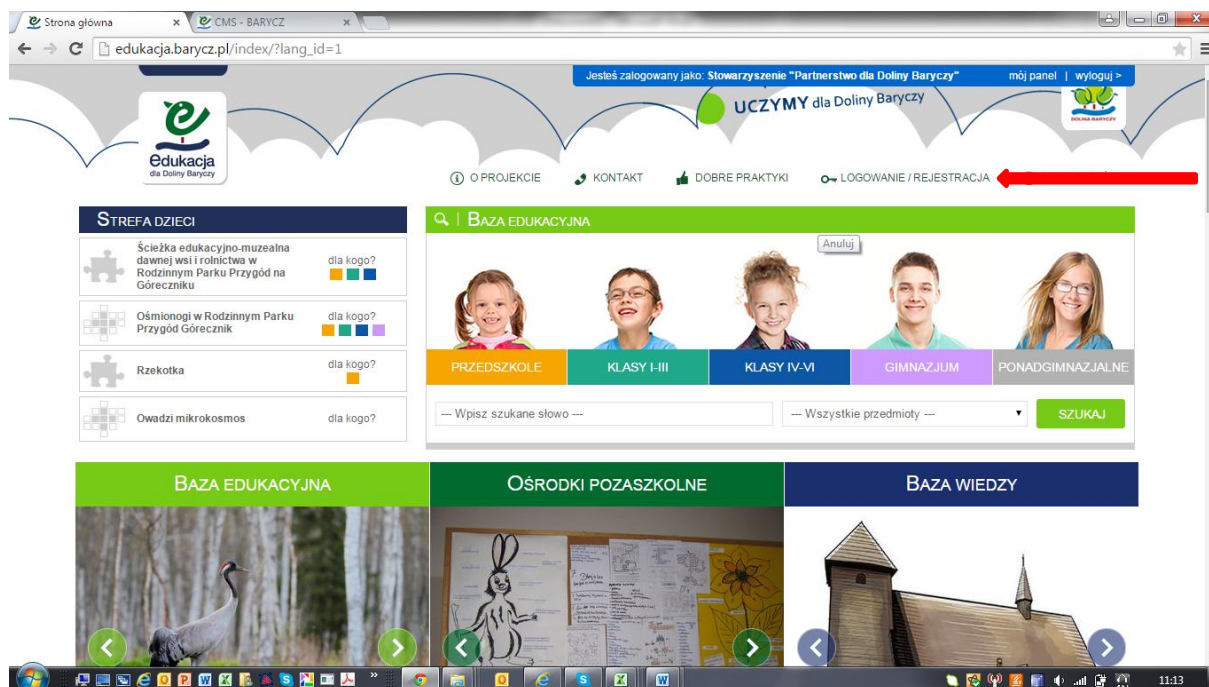 Strona główna
CMS - BARYCZ
edukacja.barycz.pl/index/?lang_id=1
Jesteś zalogowany jako: Stowarzyszenie "Partnerstwo dla Doliny Baryczy" mój panel | wyloguj >
UCZYMY dla Doliny Baryczy
DOLINA BARYCZY
edukacja
dla Doliny Baryczy
O PROJEKCIE
KONTAKT
DOBRE PRAKTYKI
LOGOWANIE / REJESTRACJA
STREFA DZIECI
Ścieżka edukacyjno-muzealna
dawnej wsi i rolnictwa w
Rodzinnym Parku Przygód na
Góreczniku
dla kogo?
Ośmionogi w Rodzinnym Parku
Przygód Górecznik
dla kogo?
Rzekotka
dla kogo?
Owadzi mikrokosmos
dla kogo?
BAZA EDUKACYJNA
Anuluj
PRZEDSZKOLE
KLASY I-III
KLASY IV-VI
GIMNAZJUM
PONADGIMNAZJALNE
--- Wpisz szukane słowo ---
--- Wszystkie przedmioty ---
SZUKAJ
BAZA EDUKACYJNA
OŚRODKI POZASZKOLNE
BAZA WIEDZY
11:13